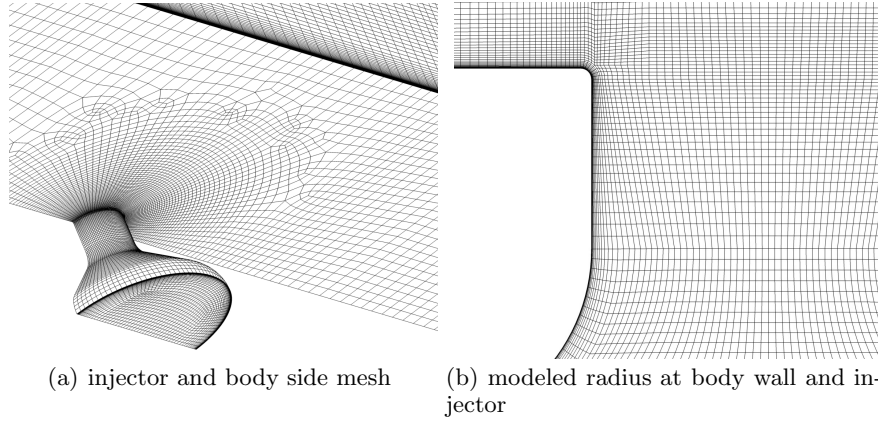 (a) injector and body side mesh
(b) modeled radius at body wall and in-
jector